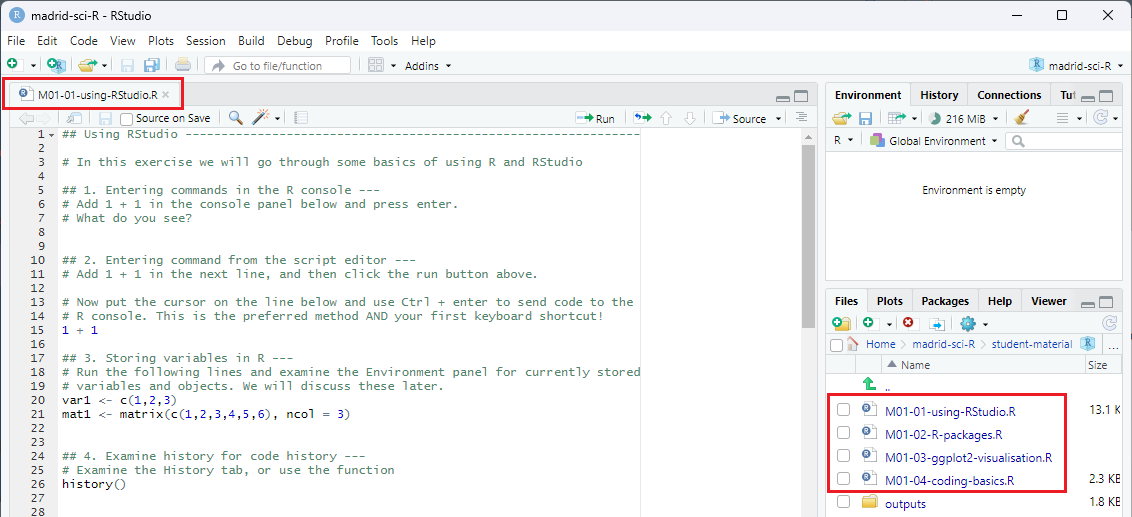 madrid-sci-R - RStudio
File Edit Code View Plots Session Build Debug Profile Tools Help
Go to file/function
Addins
madrid-sci-R
M01-01-using-RStudio.R
Source on Save
Run
Source
1 ## Using RStudio ---------------------------------------------------------------
2
3 # In this exercise we will go through some basics of using R and RStudio
4
5 ## 1. Entering commands in the R console ---
6 # Add 1 + 1 in the console panel below and press enter.
7 # What do you see?
8
9
10 ## 2. Entering command from the script editor ---
11 # Add 1 + 1 in the next line, and then click the run button above.
12
13 # Now put the cursor on the line below and use Ctrl + enter to send code to the
14 # R console. This is the preferred method AND your first keyboard shortcut!
15 1 + 1
16
17 ## 3. Storing variables in R ---
18 # Run the following lines and examine the Environment panel for currently stored
19 # variables and objects. We will discuss these later.
20 var1 <- c(1,2,3)
21 mat1 <- matrix(c(1,2,3,4,5,6), ncol = 3)
22
23
24 ## 4. Examine history for code history ---
25 # Examine the History tab, or use the function
26 history()
27
28
Environment History Connections Tut
216 MiB
R Global Environment
Environment is empty
Files Plots Packages Help Viewer
Home madrid-sci-R student-material ...
Name Size
..
M01-01-using-RStudio.R 13.1 K
M01-02-R-packages.R
M01-03-ggplot2-visualisation.R
M01-04-coding-basics.R 2.3 KB
outputs 1.8 KB